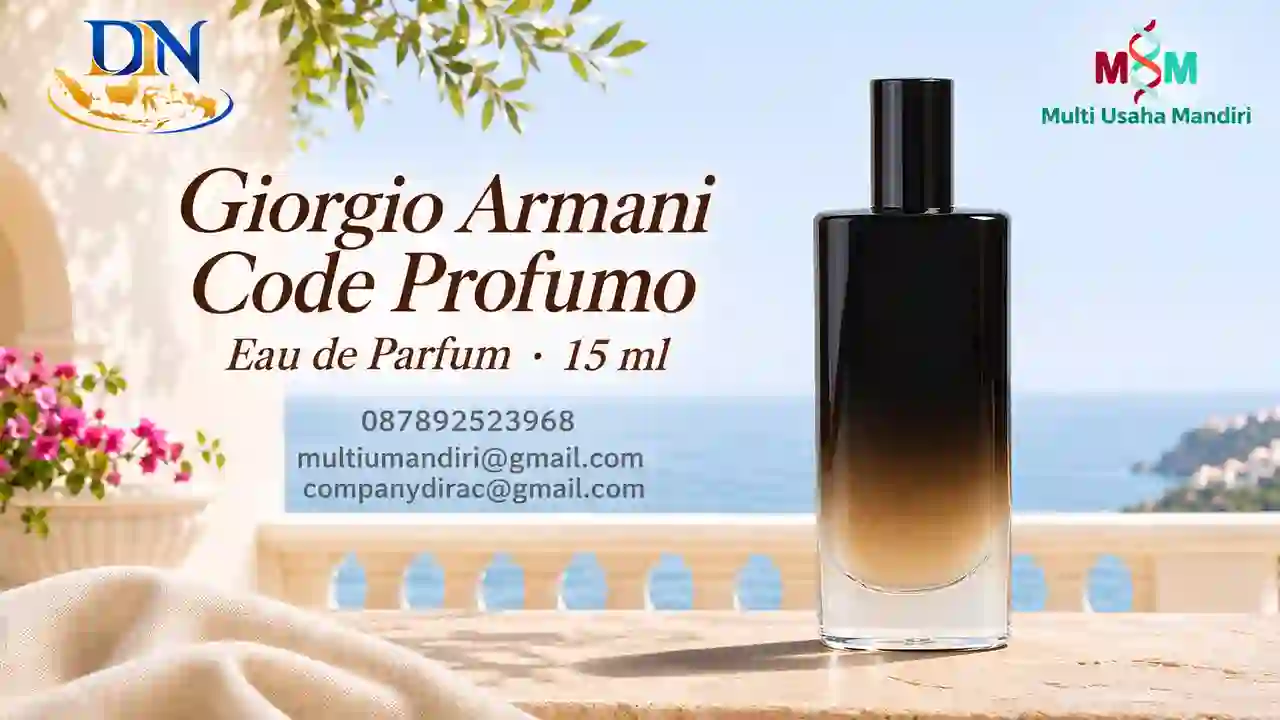 DN
MSM
Multi Usaha Mandiri
Giorgio Armani
Code Profumo
Eau de Parfum · 15 ml
087892523968
multiumandiri@gmail.com
companydirac@gmail.com